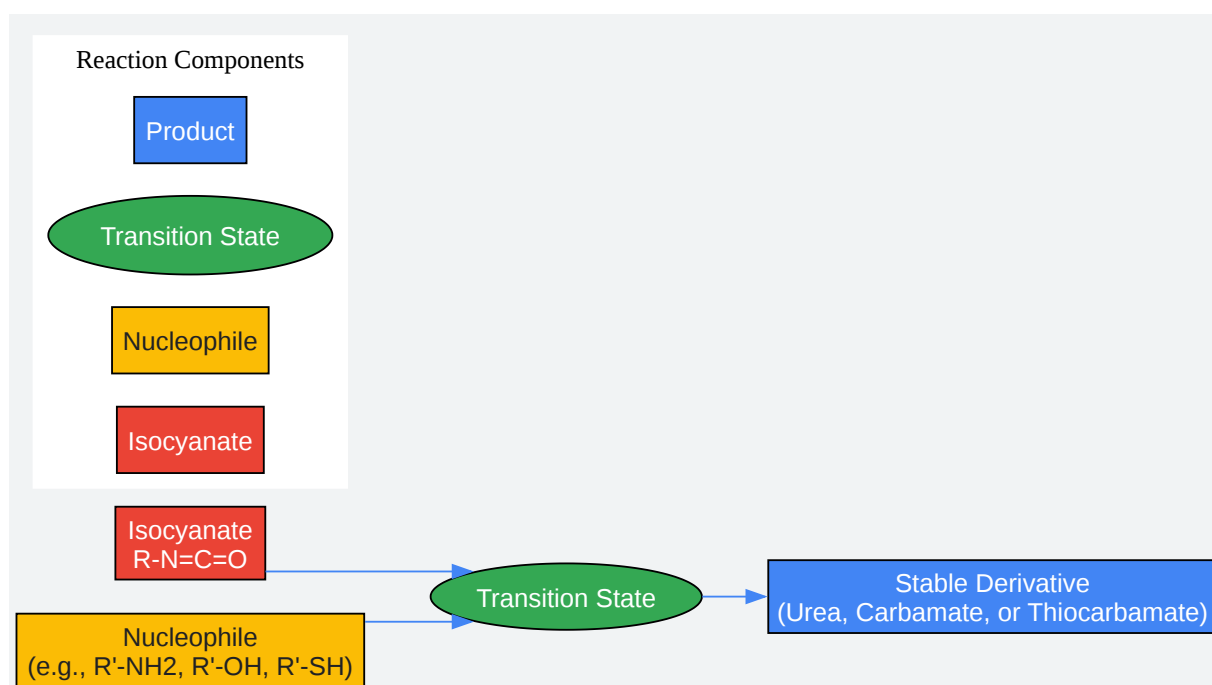 Reaction Components
Product
Transition State
Nucleophile
Isocyanate
Isocyanate
R-N=C=O
Nucleophile
(e.g., R'-NH2, R'-OH, R'-SH)
Transition State
Stable Derivative
(Urea, Carbamate, or Thiocarbamate)